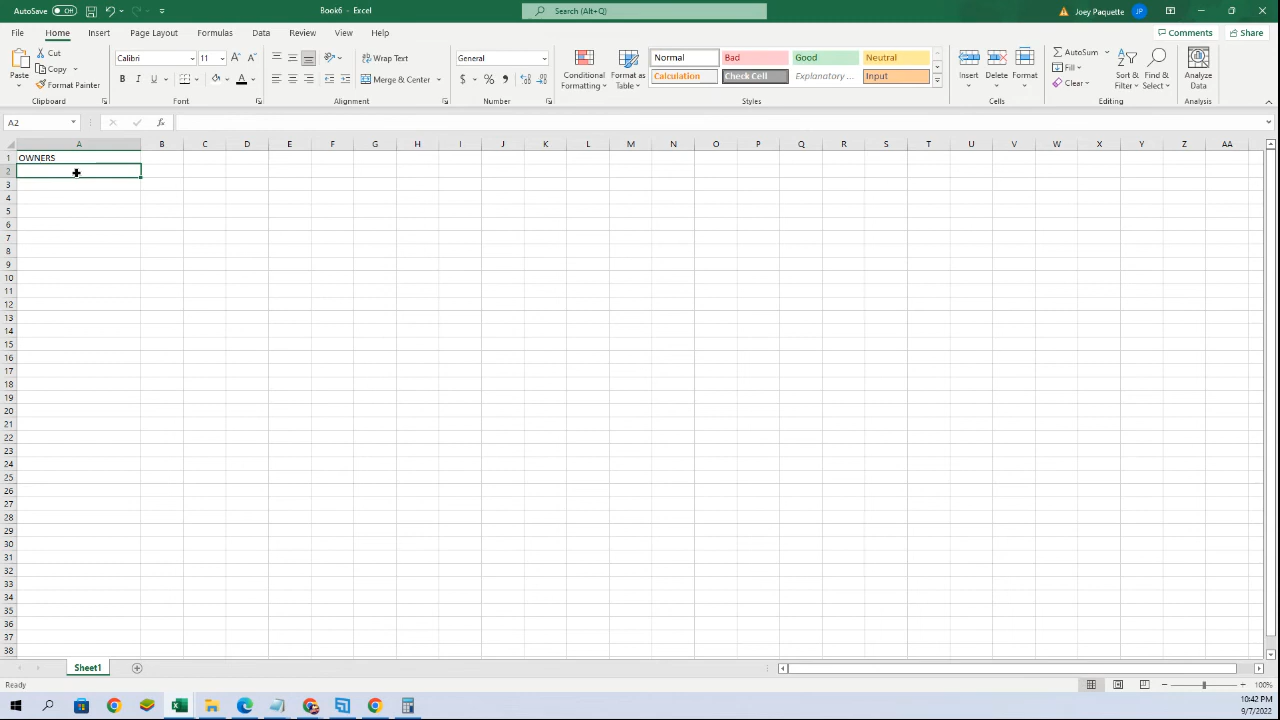 AutoSave Off Book6 - Excel Search (Alt+Q) Joey Paquette JP
File Home Insert Page Layout Formulas Data Review View Help Comments Share
Paste Cut Copy Format Painter Clipboard
Calibri 11 A A B I U A Font
Wrap Text Merge & Center Alignment
General $ % , Number
Conditional Formatting Format as Table
Normal Bad Good Neutral
Calculation Check Cell Explanatory ... Input
Styles
Insert Delete Format Cells
AutoSum Fill Clear Sort & Filter Find & Select Editing
Analyze Data Analysis
A2 fx
A B C D E F G H I J K L M N O P Q R S T U V W X Y Z AA
1 OWNERS
2
3
4
5
6
7
8
9
10
11
12
13
14
15
16
17
18
19
20
21
22
23
24
25
26
27
28
29
30
31
32
33
34
35
36
37
38
Sheet1
Ready 100%
10:42 PM
9/7/2022